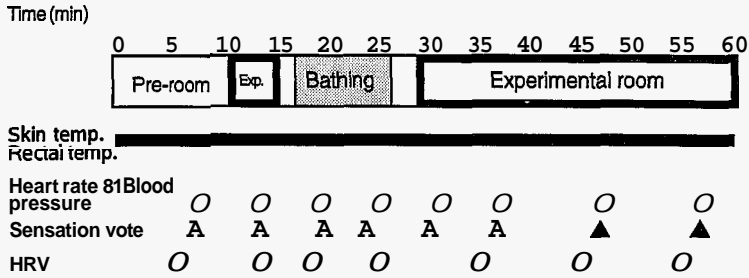 Time (min)
0 5 10 15 20 25 30 35 40 45 50 55 60
Pre-room Exp. Bathing Experimental room
Skin temp.
Rectai temp.
Heart rate 81Blood
pressure O O O O O O O O
Sensation vote A A A A A A ▲ ▲
HRV O O O O O O O